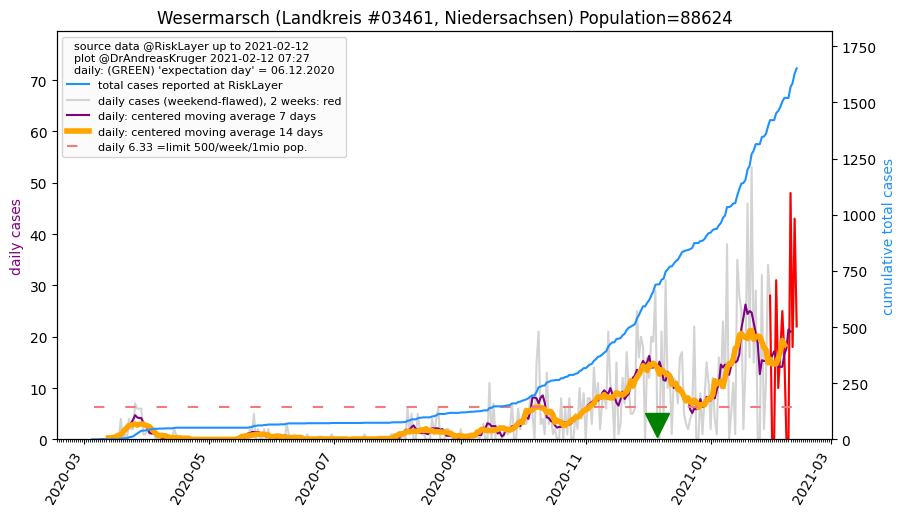 Wesermarsch (Landkreis #03461, Niedersachsen) Population=88624
source data @RiskLayer up to 2021-02-12
plot @DrAndreasKruger 2021-02-12 07:27
daily: (GREEN) 'expectation day' = 06.12.2020
total cases reported at RiskLayer
daily cases (weekend-flawed), 2 weeks: red
daily: centered moving average 7 days
daily: centered moving average 14 days
daily 6.33 =limit 500/week/1mio pop.
daily cases
70
60
50
40
30
20
10
0
cumulative total cases
1750
1500
1250
1000
750
500
250
0
2020-03
2020-05
2020-07
2020-09
2020-11
2021-01
2021-03